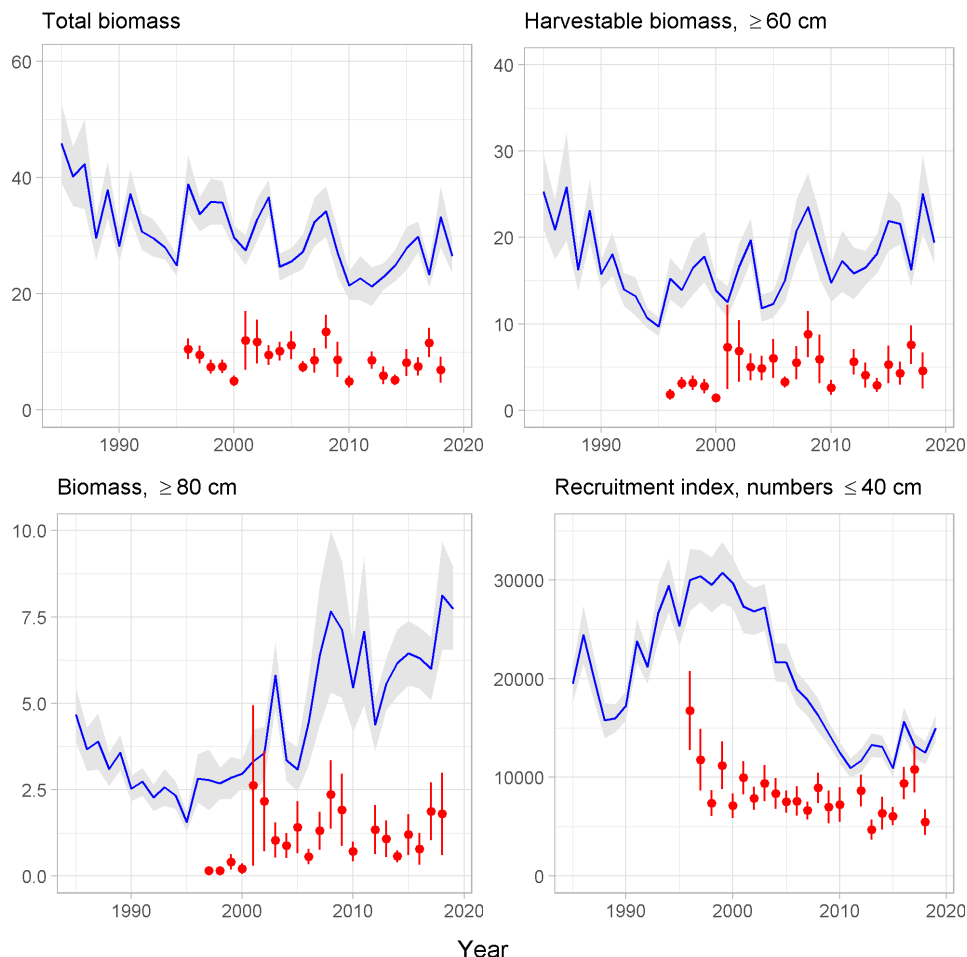 Total biomass
60
40
20
0
1990 2000 2010 2020
Harvestable biomass, ≥ 60 cm
40
30
20
10
0
1990 2000 2010 2020
Biomass, ≥ 80 cm
10.0
7.5
5.0
2.5
0.0
1990 2000 2010 2020
Recruitment index, numbers ≤ 40 cm
30000
20000
10000
0
1990 2000 2010 2020
Year